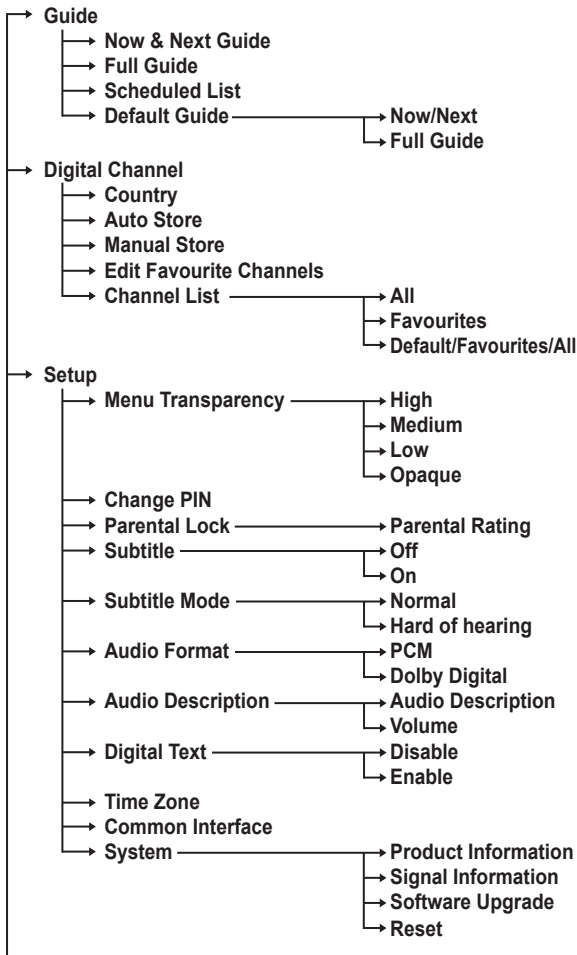 Guide
Now & Next Guide
Full Guide
Scheduled List
Default Guide Now/Next
Full Guide
Digital Channel
Country
Auto Store
Manual Store
Edit Favourite Channels
Channel List All
Favourites
Default/Favourites/All
Setup
Menu Transparency High
Medium
Low
Opaque
Change PIN
Parental Lock Parental Rating
Subtitle Off
On
Subtitle Mode Normal
Hard of hearing
Audio Format PCM
Dolby Digital
Audio Description Audio Description
Volume
Digital Text Disable
Enable
Time Zone
Common Interface
System Product Information
Signal Information
Software Upgrade
Reset